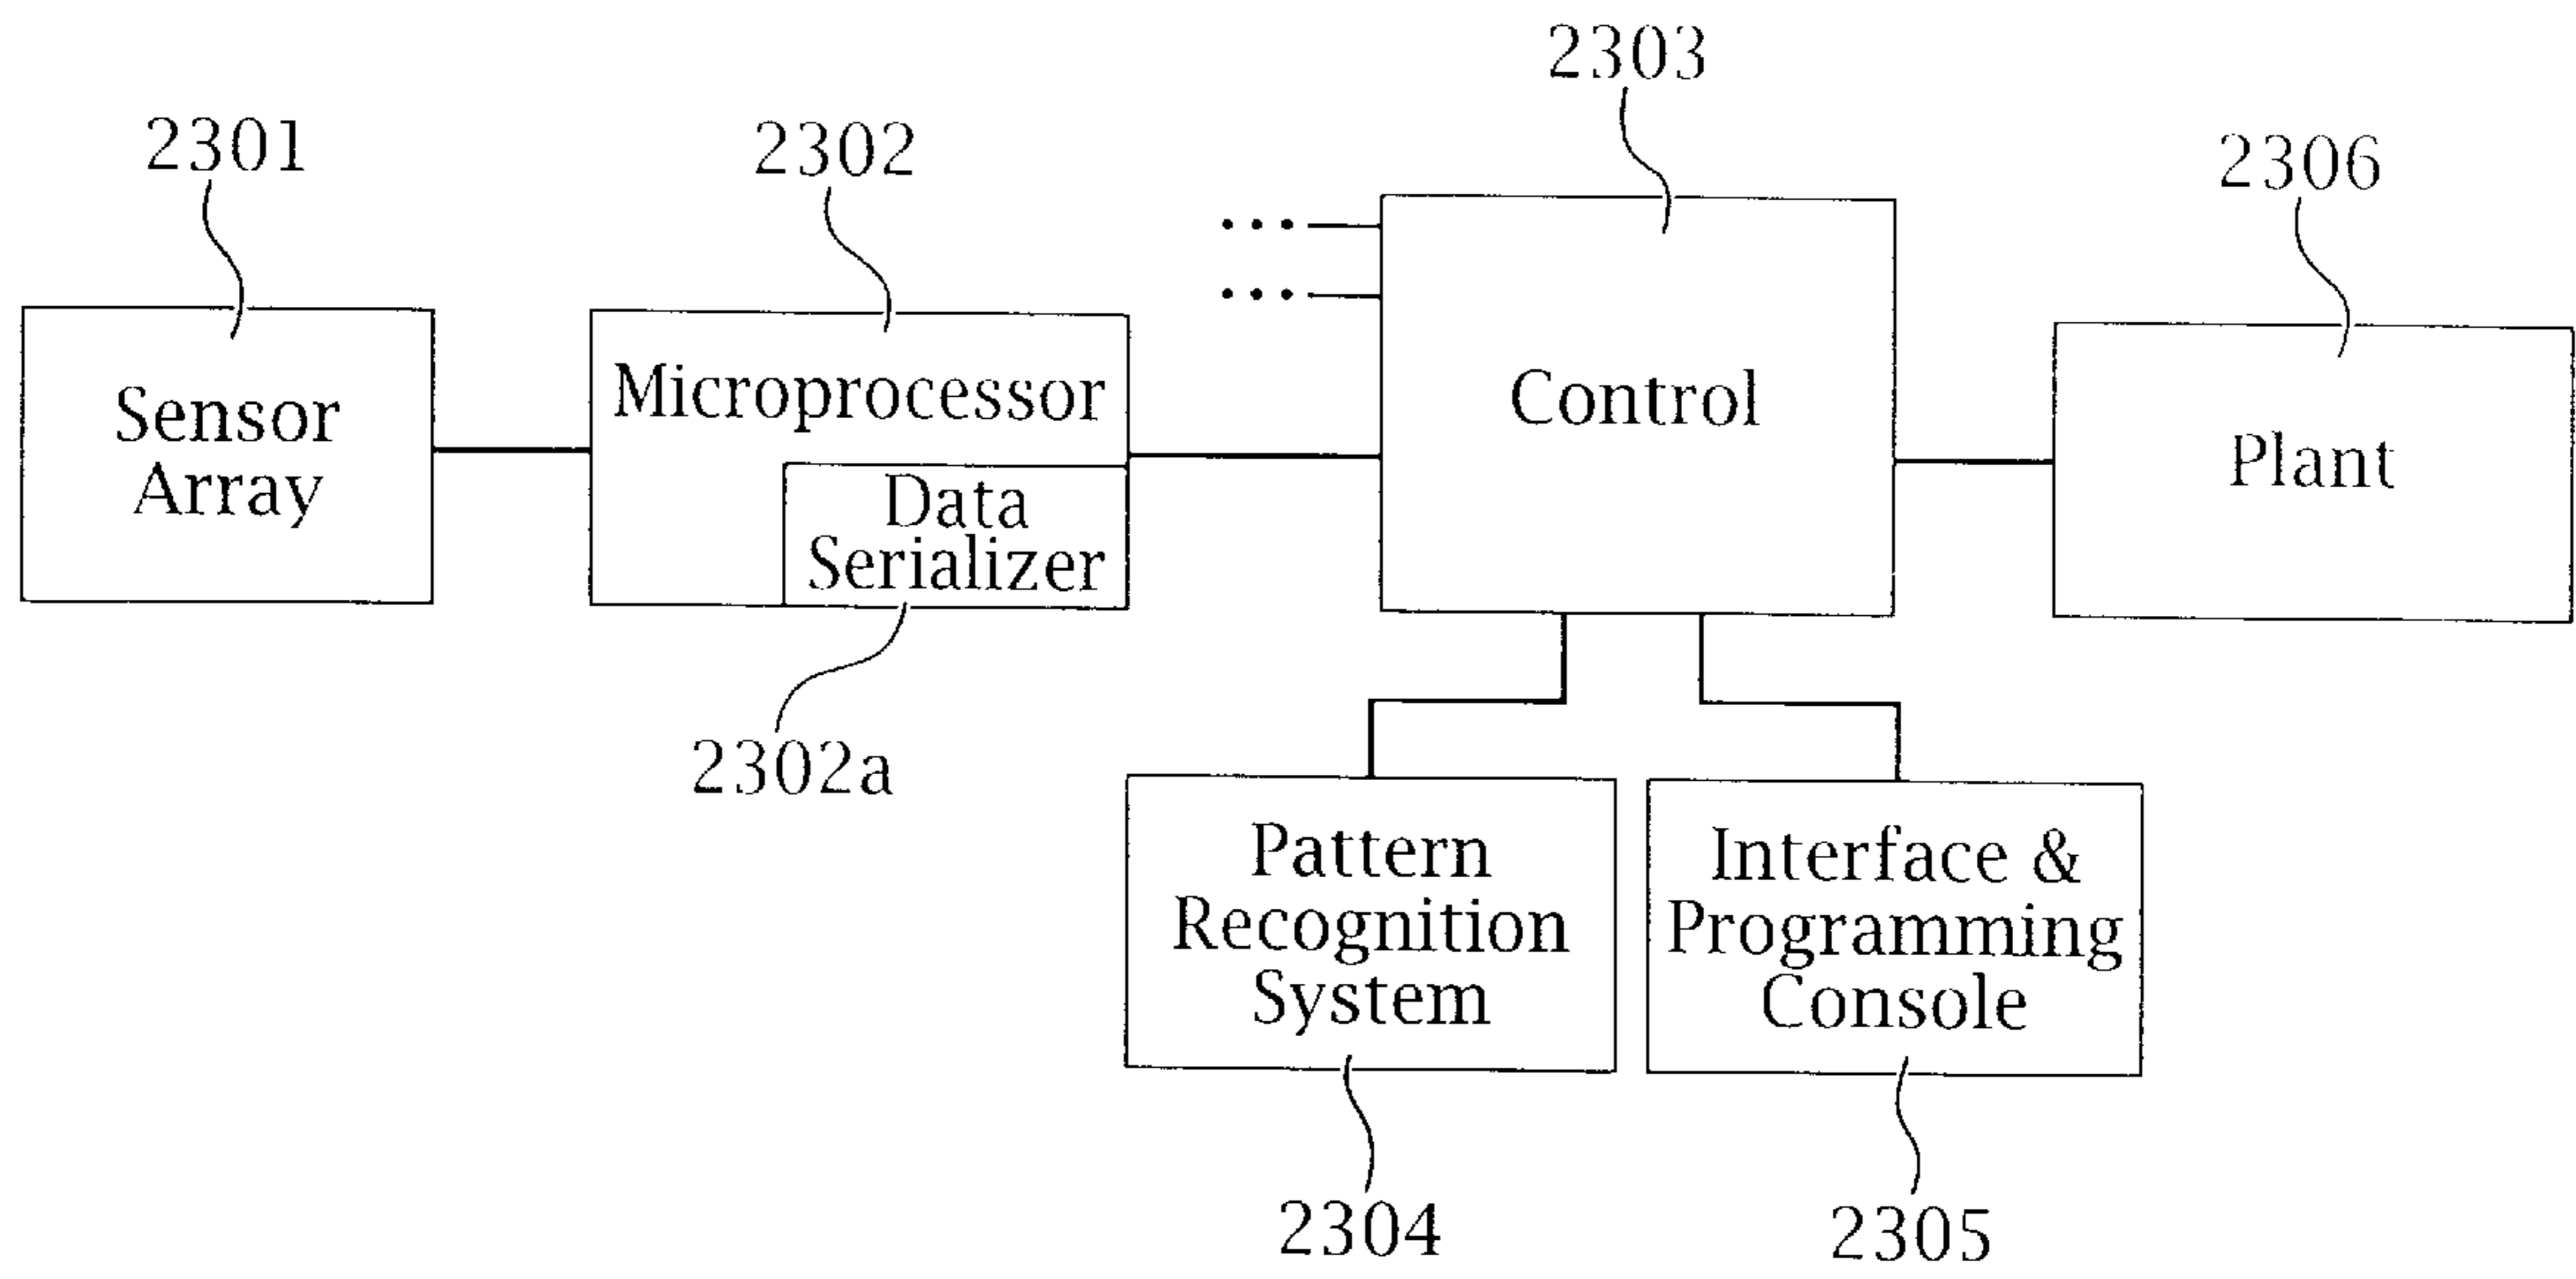 2303
2301
2302
2306
Sensor
Array
Microprocessor
Data
Serializer
Control
Plant
2302a
Pattern
Recognition
System
Interface &
Programming
Console
2304
2305